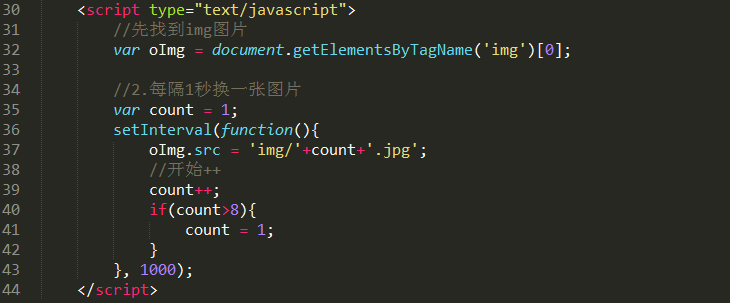 30 <script type="text/javascript">
31 //先找到img图片
32 var oImg = document.getElementsByTagName('img')[0];
33
34 //2.每隔1秒换一张图片
35 var count = 1;
36 setInterval(function(){
37 oImg.src = 'img/'+count+'.jpg';
38 //开始++
39 count++;
40 if(count>8){
41 count = 1;
42 }
43 }, 1000);
44 </script>